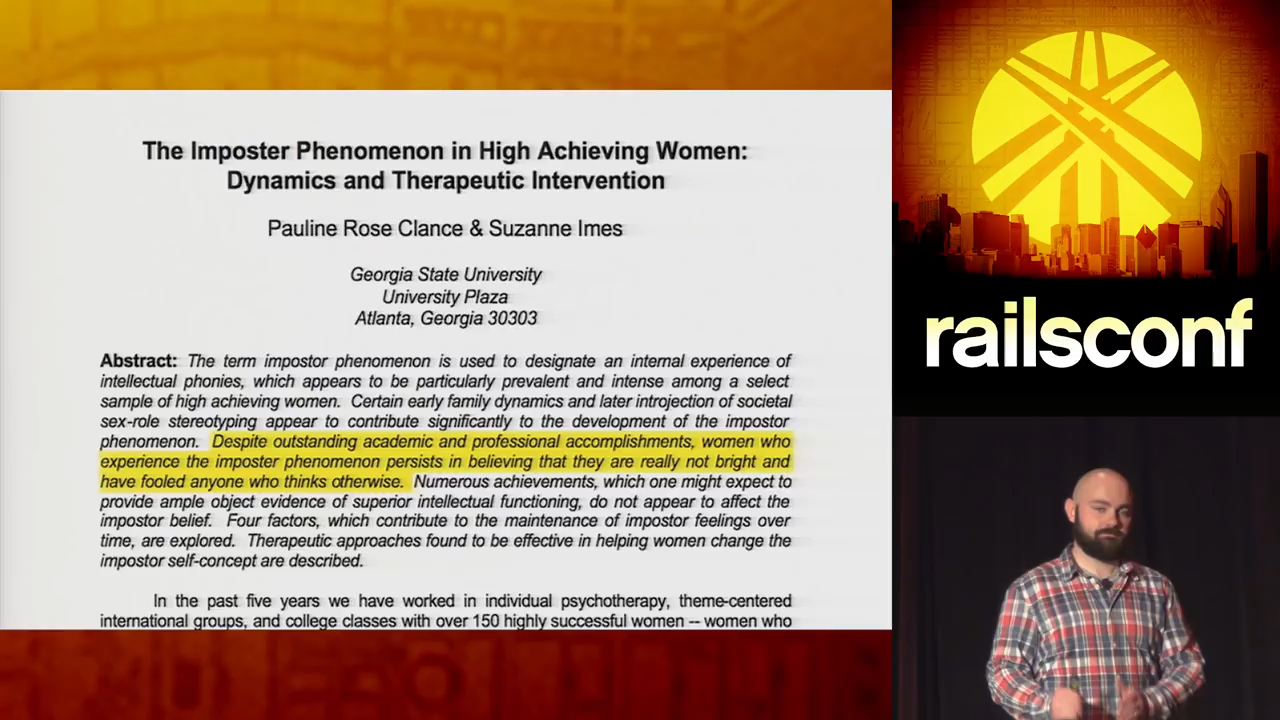 The Imposter Phenomenon in High Achieving Women:
Dynamics and Therapeutic Intervention
Pauline Rose Clance & Suzanne Imes
Georgia State University
University Plaza
Atlanta, Georgia 30303
Abstract: The term impostor phenomenon is used to designate an internal experience of
intellectual phonies, which appears to be particularly prevalent and intense among a select
sample of high achieving women. Certain early family dynamics and later introjection of societal
sex-role stereotyping appear to contribute significantly to the development of the impostor
phenomenon. Despite outstanding academic and professional accomplishments, women who
experience the imposter phenomenon persists in believing that they are really not bright and
have fooled anyone who thinks otherwise. Numerous achievements, which one might expect to
provide ample object evidence of superior intellectual functioning, do not appear to affect the
impostor belief. Four factors, which contribute to the maintenance of impostor feelings over
time, are explored. Therapeutic approaches found to be effective in helping women change the
impostor self-concept are described.
In the past five years we have worked in individual psychotherapy, theme-centered
international groups, and college classes with over 150 highly successful women -- women who
railsconf